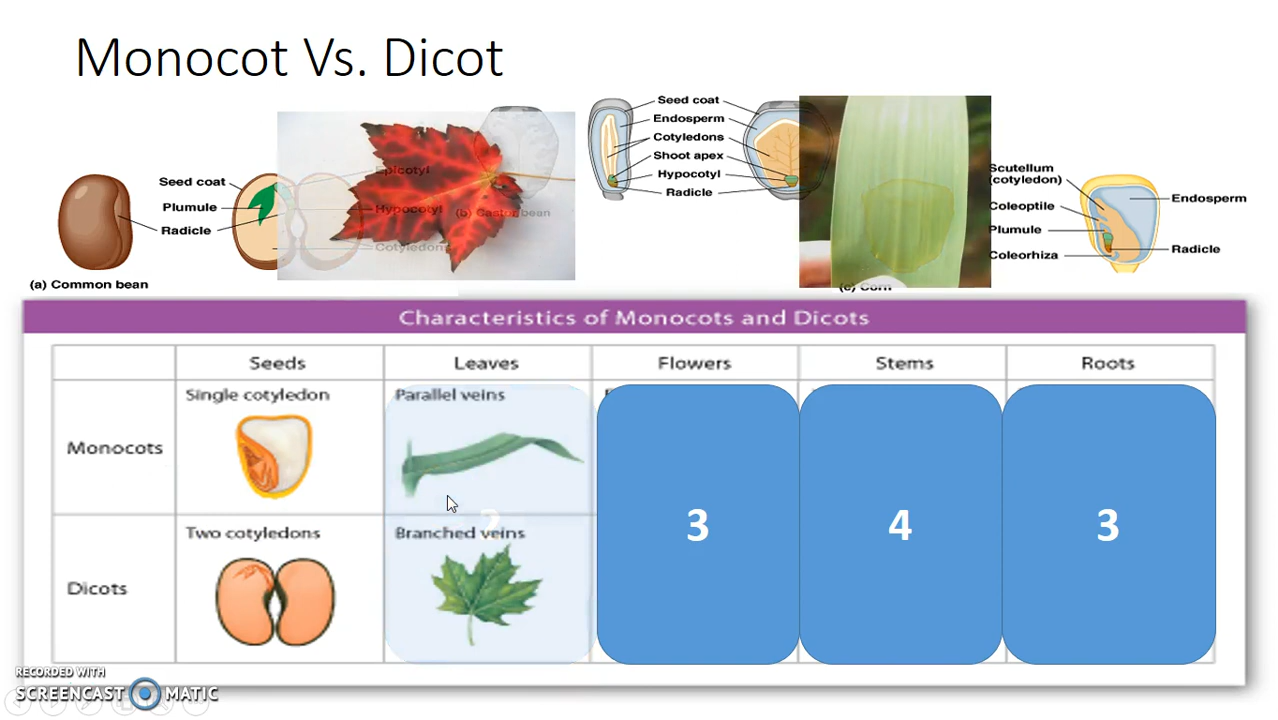 Monocot Vs. Dicot
Seed coat
Plumule
Radicle
(a) Common bean
Epicotyl
Hypocotyl
Cotyledons
(b) Castor bean
Seed coat
Endosperm
Cotyledons
Shoot apex
Hypocotyl
Radicle
(c) Corn
Scutellum
(cotyledon)
Coleoptile
Plumule
Coleorhiza
Endosperm
Radicle
Characteristics of Monocots and Dicots
Seeds Leaves Flowers Stems Roots
Monocots
Single cotyledon
Parallel veins
Dicots
Two cotyledons
Branched veins
2
3
4
3
RECORDED WITH
SCREENCAST MATIC